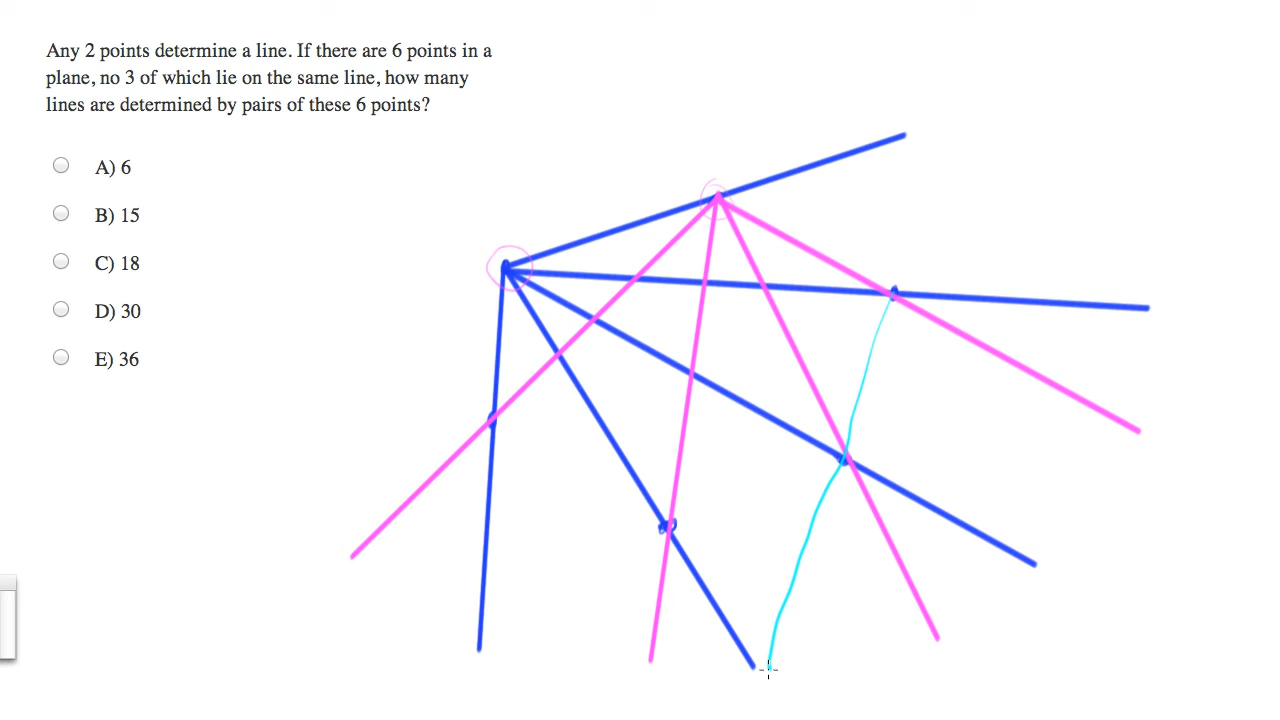 Any 2 points determine a line. If there are 6 points in a
plane, no 3 of which lie on the same line, how many
lines are determined by pairs of these 6 points?
A) 6
B) 15
C) 18
D) 30
E) 36